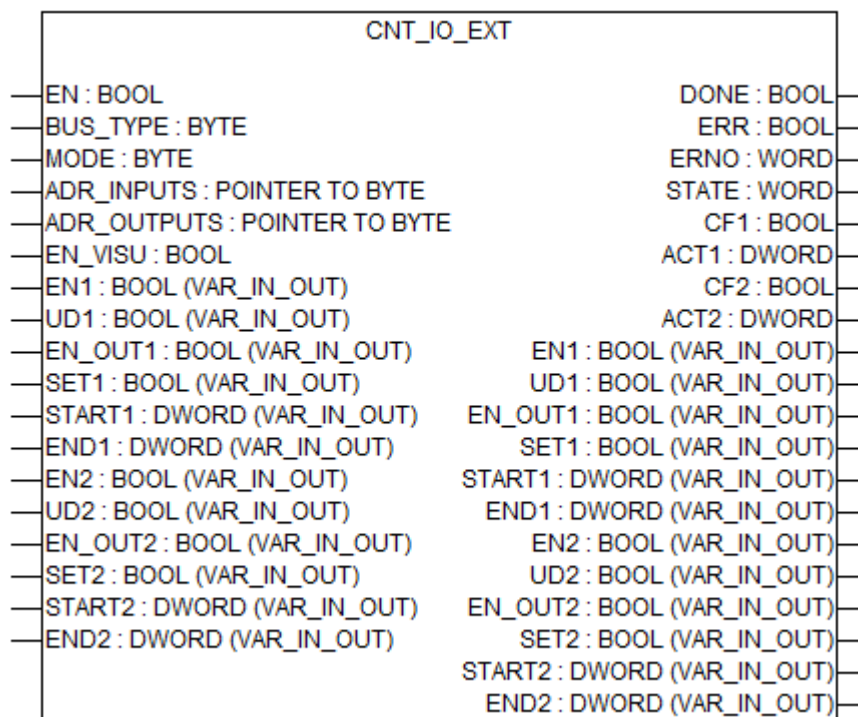 CNT_IO_EXT
EN : BOOL DONE : BOOL
BUS_TYPE : BYTE ERR : BOOL
MODE : BYTE ERNO : WORD
ADR_INPUTS : POINTER TO BYTE STATE : WORD
ADR_OUTPUTS : POINTER TO BYTE CF1 : BOOL
EN_VISU : BOOL ACT1 : DWORD
EN1 : BOOL (VAR_IN_OUT) CF2 : BOOL
UD1 : BOOL (VAR_IN_OUT) ACT2 : DWORD
EN_OUT1 : BOOL (VAR_IN_OUT) EN1 : BOOL (VAR_IN_OUT)
SET1 : BOOL (VAR_IN_OUT) UD1 : BOOL (VAR_IN_OUT)
START1 : DWORD (VAR_IN_OUT) EN_OUT1 : BOOL (VAR_IN_OUT)
END1 : DWORD (VAR_IN_OUT) SET1 : BOOL (VAR_IN_OUT)
EN2 : BOOL (VAR_IN_OUT) START1 : DWORD (VAR_IN_OUT)
UD2 : BOOL (VAR_IN_OUT) END1 : DWORD (VAR_IN_OUT)
EN_OUT2 : BOOL (VAR_IN_OUT) EN2 : BOOL (VAR_IN_OUT)
SET2 : BOOL (VAR_IN_OUT) UD2 : BOOL (VAR_IN_OUT)
START2 : DWORD (VAR_IN_OUT) EN_OUT2 : BOOL (VAR_IN_OUT)
END2 : DWORD (VAR_IN_OUT) SET2 : BOOL (VAR_IN_OUT)
START2 : DWORD (VAR_IN_OUT)
END2 : DWORD (VAR_IN_OUT)